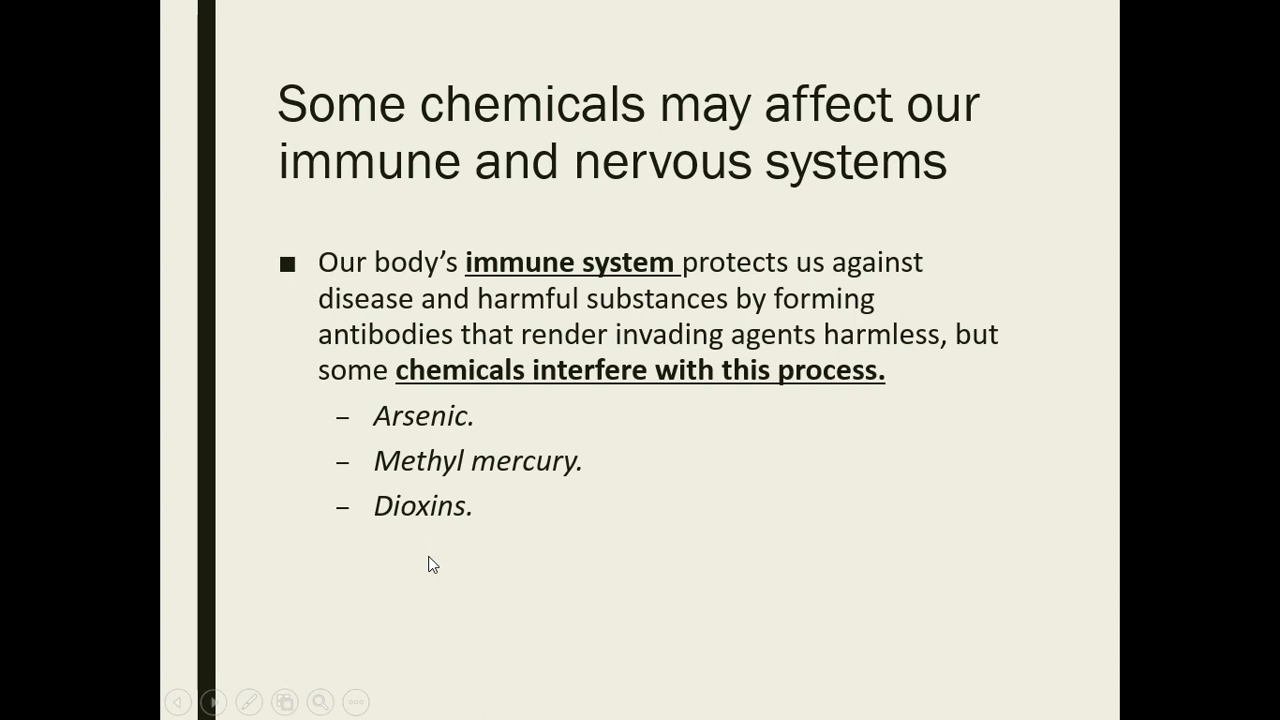 Some chemicals may affect our
immune and nervous systems
■ Our body’s immune system protects us against
disease and harmful substances by forming
antibodies that render invading agents harmless, but
some chemicals interfere with this process.
– Arsenic.
– Methyl mercury.
– Dioxins.